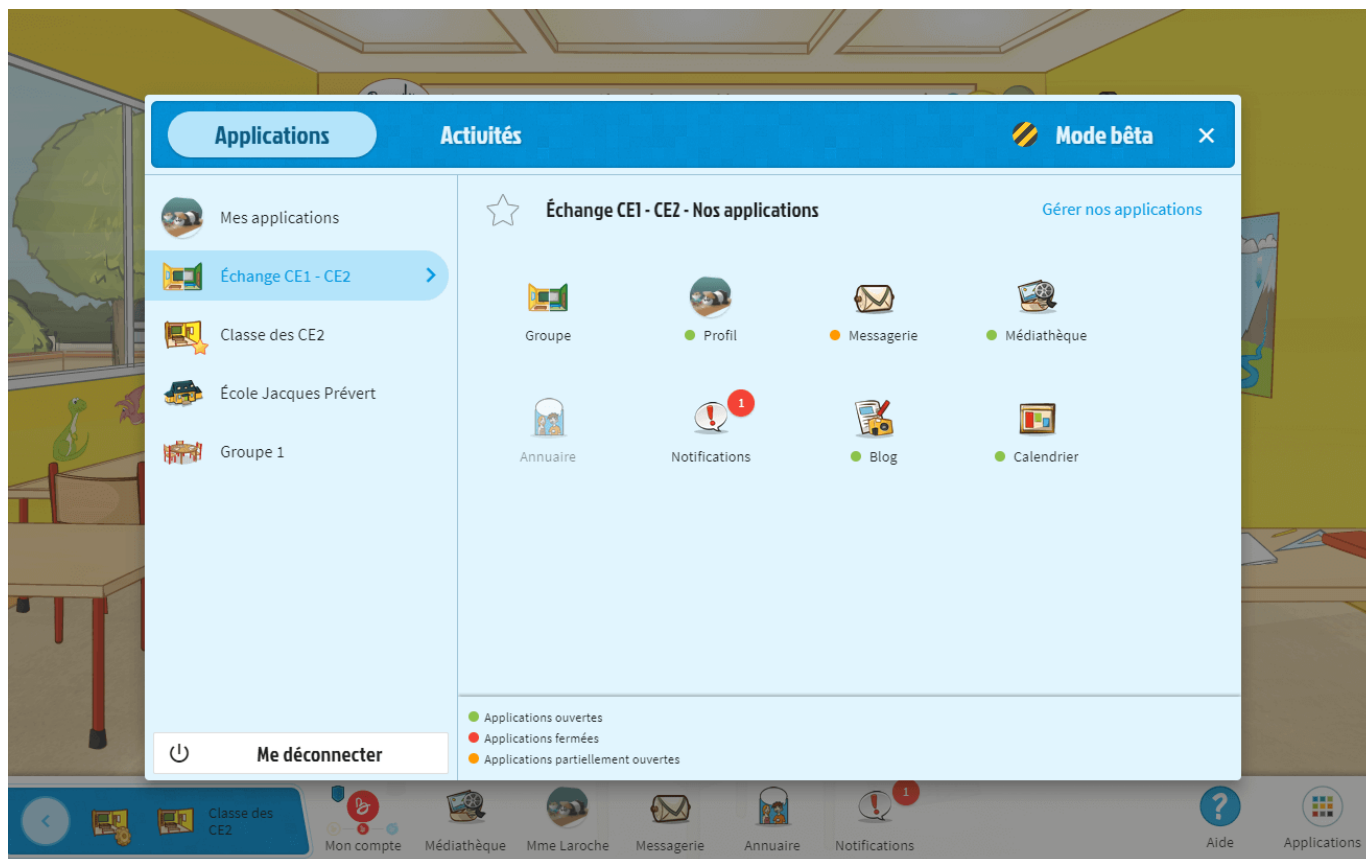 Applications
Activités
Mode bêta
Mes applications
Échange CE1 - CE2
Classe des CE2
École Jacques Prévert
Groupe 1
Me déconnecter
Échange CE1 - CE2 - Nos applications
Gérer nos applications
Groupe
Profil
Messagerie
Médiathèque
1
Annuaire
Notifications
Blog
Calendrier
Applications ouvertes
Applications fermées
Applications partiellement ouvertes
Classe des
CE2
Mon compte
Médiathèque
Mme Laroche
Messagerie
Annuaire
1
Notifications
?
Aide
Applications